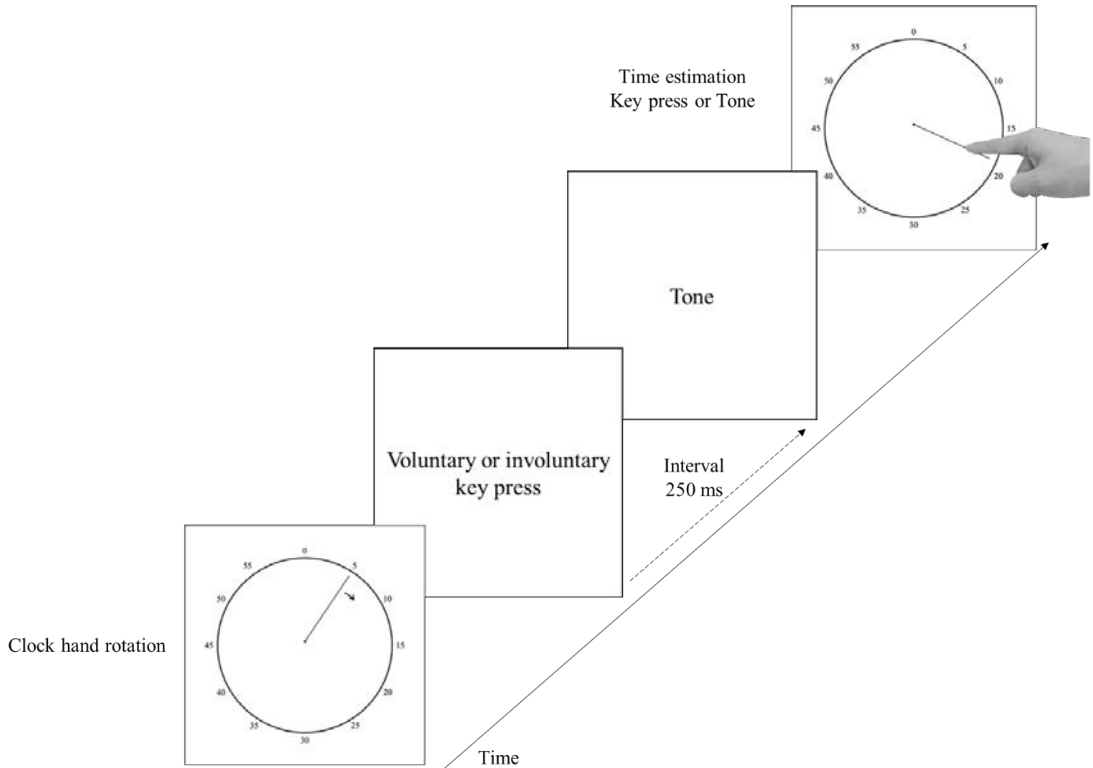 Time estimation
Key press or Tone
0
5
10
15
20
25
30
35
40
45
50
55
Tone
Voluntary or involuntary
key press
Interval
250 ms
Clock hand rotation
0
5
10
15
20
25
30
35
40
45
50
55
Time